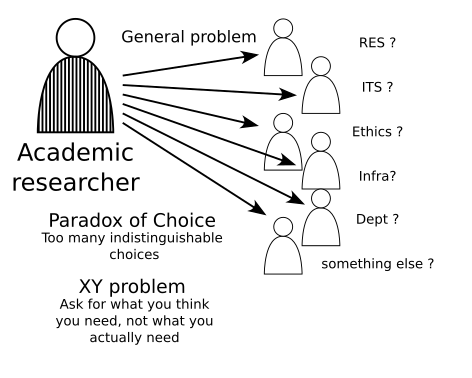 General problem
RES ?
ITS ?
Ethics ?
Infra?
Dept ?
something else ?
Academic
researcher
Paradox of Choice
Too many indistinguishable
choices
XY problem
Ask for what you think
you need, not what you
actually need